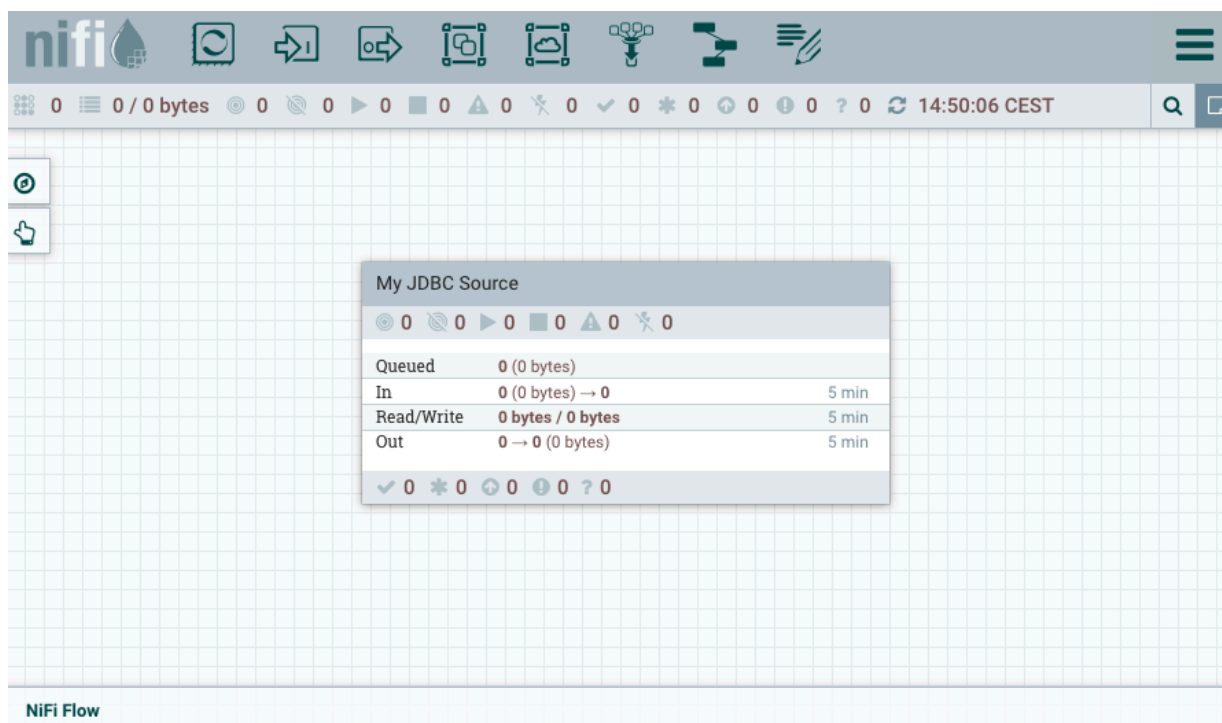 nifi
0 0 / 0 bytes 0 0 0 0 0 0 0 0 0 0 ? 0 14:50:06 CEST
My JDBC Source
0 0 0 0 0 0
Queued 0 (0 bytes)
In 0 (0 bytes) → 0 5 min
Read/Write 0 bytes / 0 bytes 5 min
Out 0 → 0 (0 bytes) 5 min
0 0 0 0 ? 0
NiFi Flow